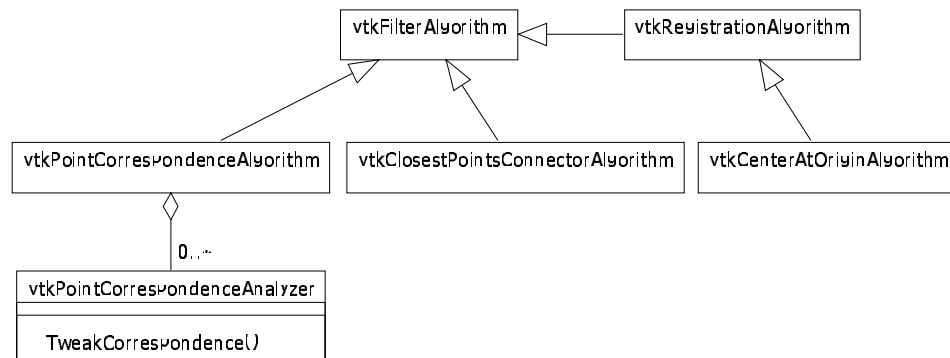 vtkFilterAlgorithm
vtkRegistrationAlgorithm
vtkPointCorrespondenceAlgorithm
vtkClosestPointsConnectorAlgorithm
vtkCenterAtOriginAlgorithm
0..*
vtkPointCorrespondenceAnalyzer
TweakCorrespondence()